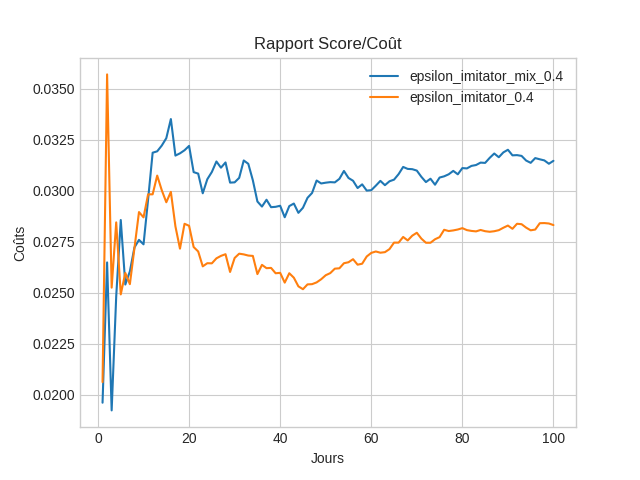 Rapport Score/Coût
epsilon_imitator_mix_0.4
epsilon_imitator_0.4
0.0350
0.0325
0.0300
0.0275
0.0250
0.0225
0.0200
Coûts
0 20 40 60 80 100
Jours